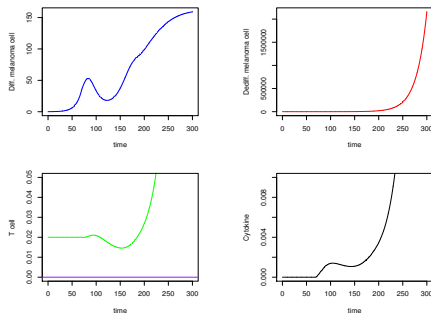 Diff. melanoma cell
0 50 100 150
0 50 100 150 200 250 300
time
Dediff. melanoma cell
0 500000 1500000
0 50 100 150 200 250 300
time
T cell
0.00 0.01 0.02 0.03 0.04 0.05
0 50 100 150 200 250 300
time
Cytokine
0.000 0.004 0.008
0 50 100 150 200 250 300
time